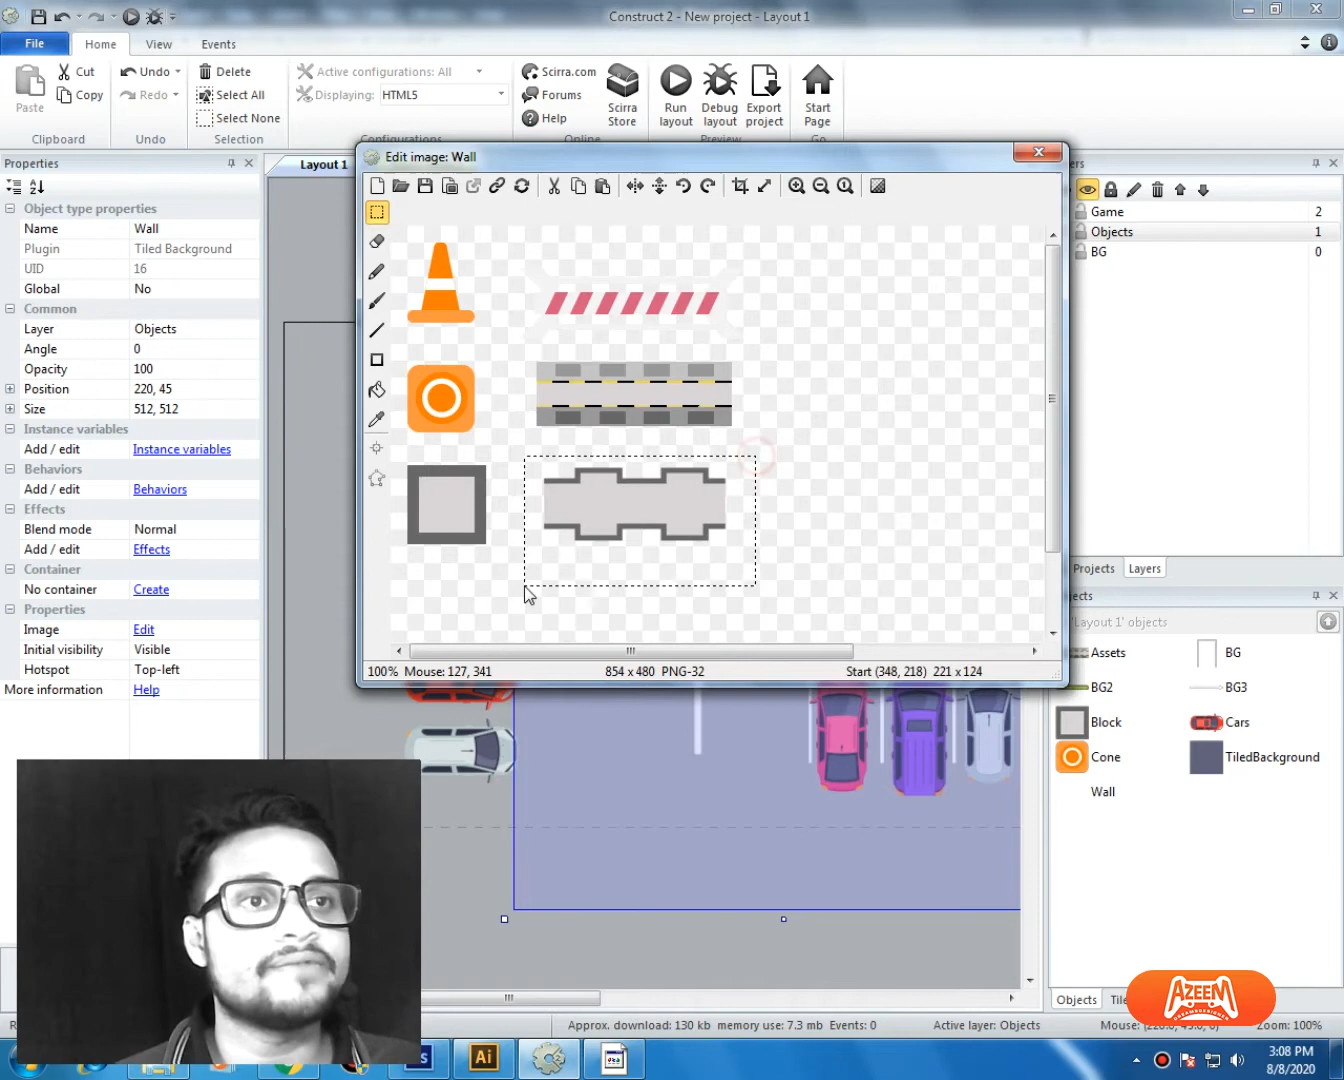 Construct 2 - New project - Layout 1
File
Home
View
Events
Paste
Cut
Copy
Clipboard
Undo
Redo
Undo
Delete
Select All
Select None
Selection
Active configurations: All
Displaying: HTML5
Configurations
Scirra.com
Forums
Help
Scirra Store
Online
Run layout
Debug layout
Export project
Preview
Start Page
Go
Properties
Object type properties
Name Wall
Plugin Tiled Background
UID 16
Global No
Common
Layer Objects
Angle 0
Opacity 100
Position 220, 45
Size 512, 512
Instance variables
Add / edit Instance variables
Behaviors
Add / edit Behaviors
Effects
Blend mode Normal
Add / edit Effects
Container
No container Create
Properties
Image Edit
Initial visibility Visible
Hotspot Top-left
More information Help
Layout 1
Edit image: Wall
100% Mouse: 127, 341
854 x 480 PNG-32
Start (348, 218) 221 x 124
ers
Game 2
Objects 1
BG 0
Projects
Layers
ects
'Layout 1' objects
Assets
BG
BG2
BG3
Block
Cars
Cone
TiledBackground
Wall
Objects
AZEEM
Approx. download: 130 kb memory use: 7.3 mb Events: 0
Active layer: Objects
Zoom: 100%
Ai
3:08 PM
8/8/2020